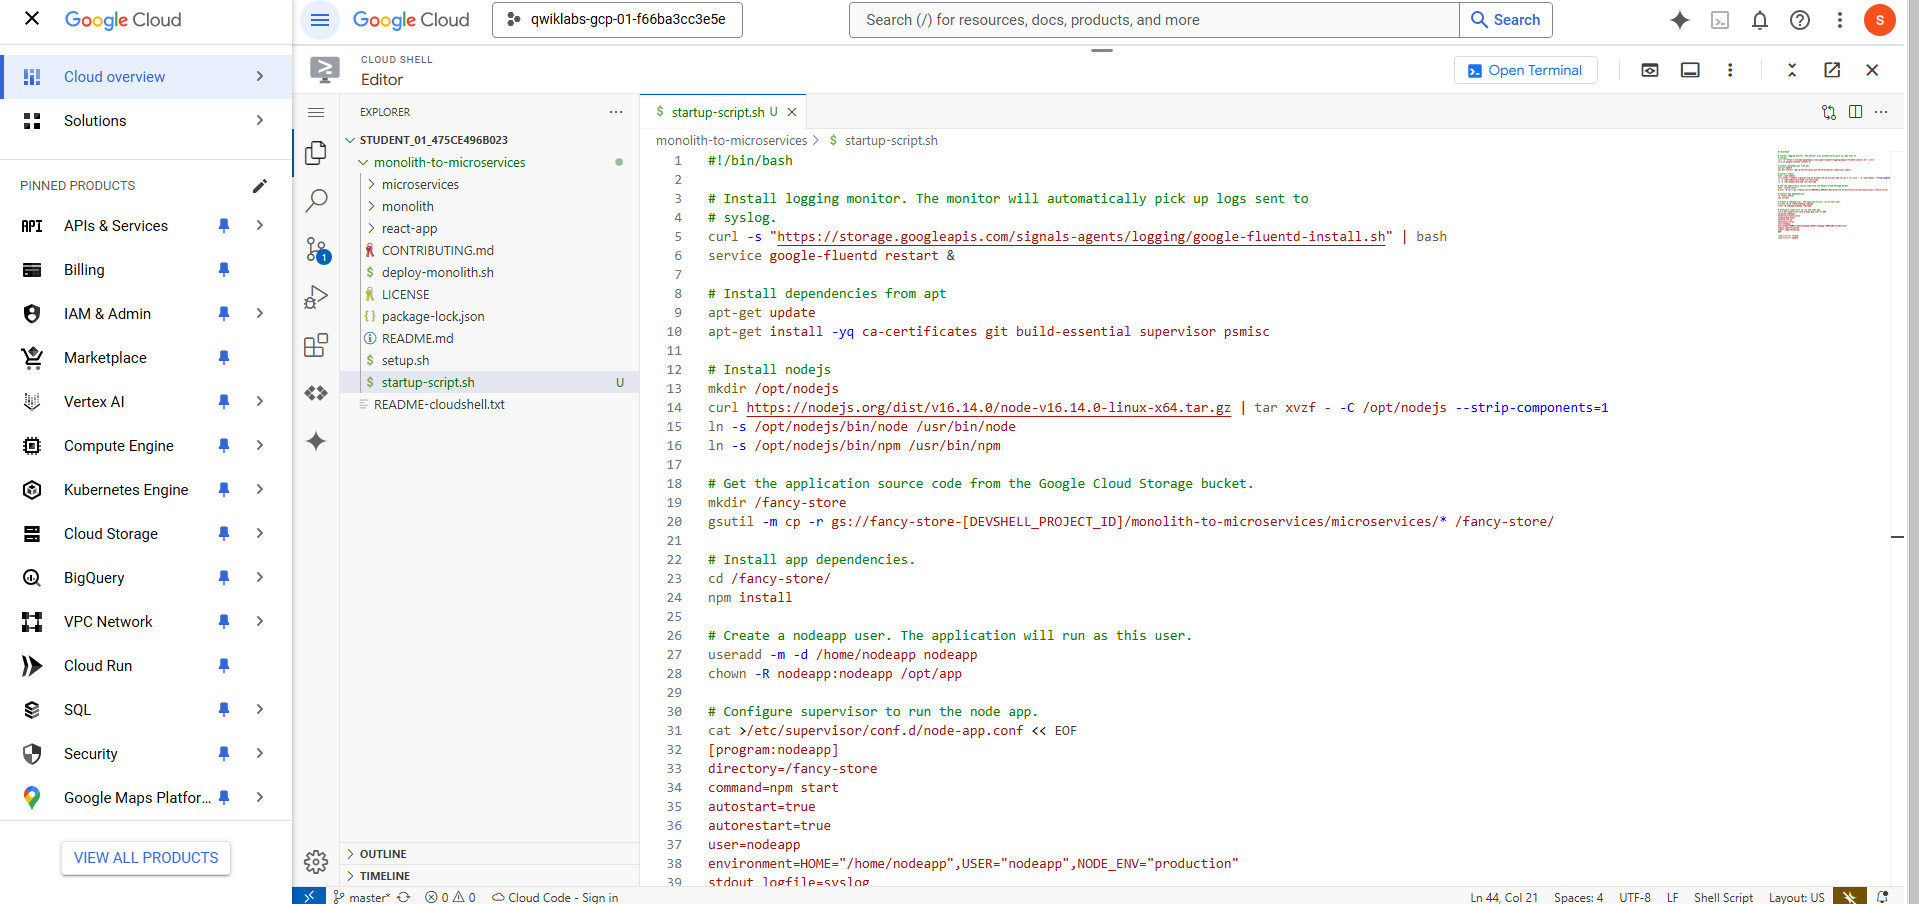 Google Cloud
Cloud overview
Solutions
PINNED PRODUCTS
API APIs & Services
Billing
IAM & Admin
Marketplace
Vertex AI
Compute Engine
Kubernetes Engine
Cloud Storage
BigQuery
VPC Network
Cloud Run
SQL
Security
Google Maps Platfor...
VIEW ALL PRODUCTS
Google Cloud
qwiklabs-gcp-01-f66ba3cc3e5e
Search (/) for resources, docs, products, and more
Search
S
CLOUD SHELL
Editor
Open Terminal
EXPLORER
STUDENT_01_475CE496B023
monolith-to-microservices
microservices
monolith
react-app
CONTRIBUTING.md
$ deploy-monolith.sh
LICENSE
{} package-lock.json
README.md
$ setup.sh
$ startup-script.sh U
README-cloudshell.txt
1
OUTLINE
TIMELINE
$ startup-script.sh U
monolith-to-microservices > $ startup-script.sh
1 #!/bin/bash
2
3 # Install logging monitor. The monitor will automatically pick up logs sent to
4 # syslog.
5 curl -s "https://storage.googleapis.com/signals-agents/logging/google-fluentd-install.sh" | bash
6 service google-fluentd restart &
7
8 # Install dependencies from apt
9 apt-get update
10 apt-get install -yq ca-certificates git build-essential supervisor psmisc
11
12 # Install nodejs
13 mkdir /opt/nodejs
14 curl https://nodejs.org/dist/v16.14.0/node-v16.14.0-linux-x64.tar.gz | tar xvzf - -C /opt/nodejs --strip-components=1
15 ln -s /opt/nodejs/bin/node /usr/bin/node
16 ln -s /opt/nodejs/bin/npm /usr/bin/npm
17
18 # Get the application source code from the Google Cloud Storage bucket.
19 mkdir /fancy-store
20 gsutil -m cp -r gs://fancy-store-[DEVSHELL_PROJECT_ID]/monolith-to-microservices/microservices/* /fancy-store/
21
22 # Install app dependencies.
23 cd /fancy-store/
24 npm install
25
26 # Create a nodeapp user. The application will run as this user.
27 useradd -m -d /home/nodeapp nodeapp
28 chown -R nodeapp:nodeapp /opt/app
29
30 # Configure supervisor to run the node app.
31 cat >/etc/supervisor/conf.d/node-app.conf << EOF
32 [program:nodeapp]
33 directory=/fancy-store
34 command=npm start
35 autostart=true
36 autorestart=true
37 user=nodeapp
38 environment=HOME="/home/nodeapp",USER="nodeapp",NODE_ENV="production"
39 stdout_logfile=syslog
master* 0 0 Cloud Code - Sign in
Ln 44, Col 21 Spaces: 4 UTF-8 LF Shell Script Layout: US